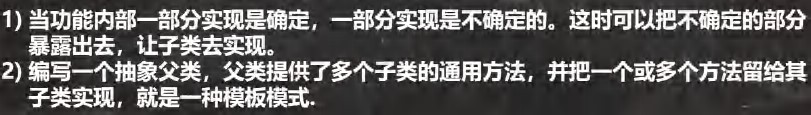 1) 当功能内部一部分实现是确定，一部分实现是不确定的。这时可以把不确定的部分
暴露出去，让子类去实现。
2) 编写一个抽象父类，父类提供了多个子类的通用方法，并把一个或多个方法留给其
子类实现，就是一种模板模式.